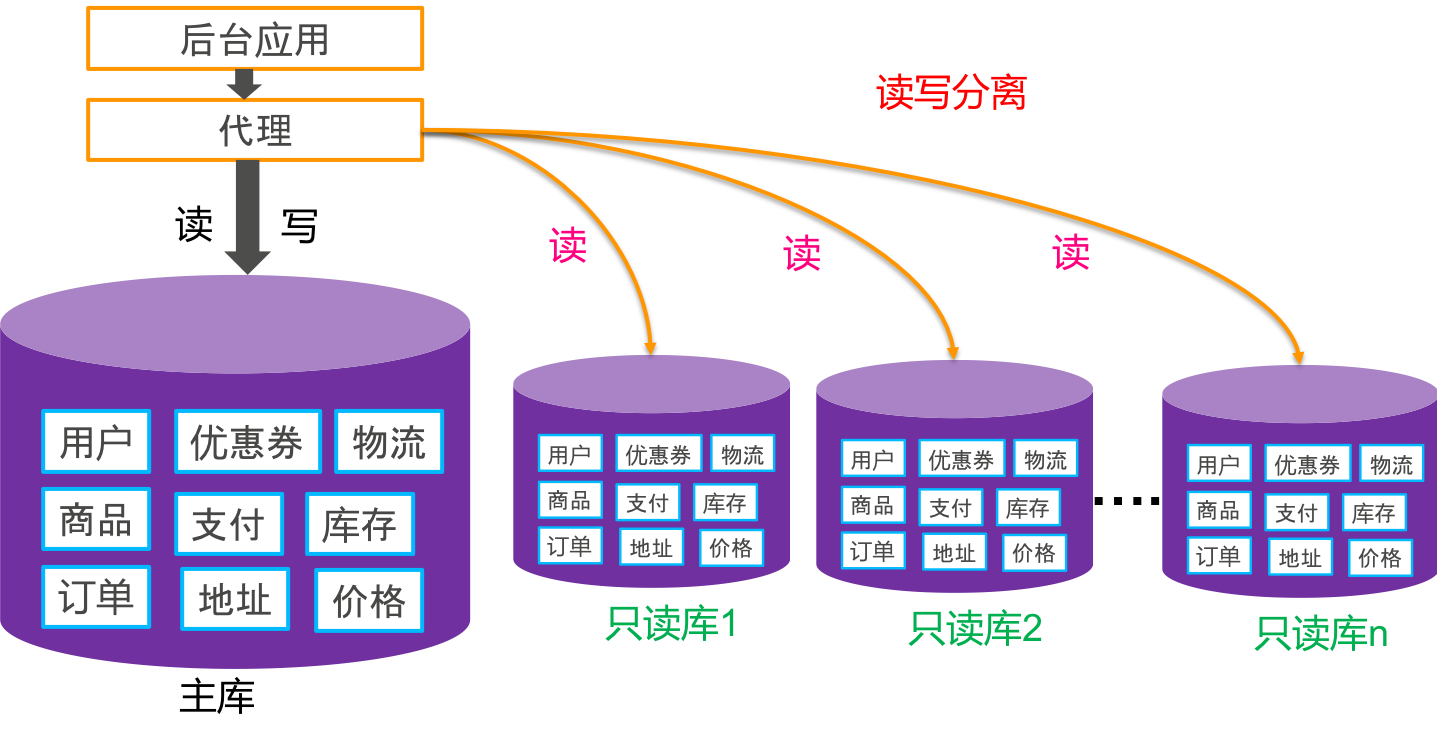 后台应用
代理
读写分离
读 写
读
读
读
用户 优惠券 物流
商品 支付 库存
订单 地址 价格
主库
用户 优惠券 物流
商品 支付 库存
订单 地址 价格
只读库1
用户 优惠券 物流
商品 支付 库存
订单 地址 价格
只读库2
用户 优惠券 物流
商品 支付 库存
订单 地址 价格
只读库n